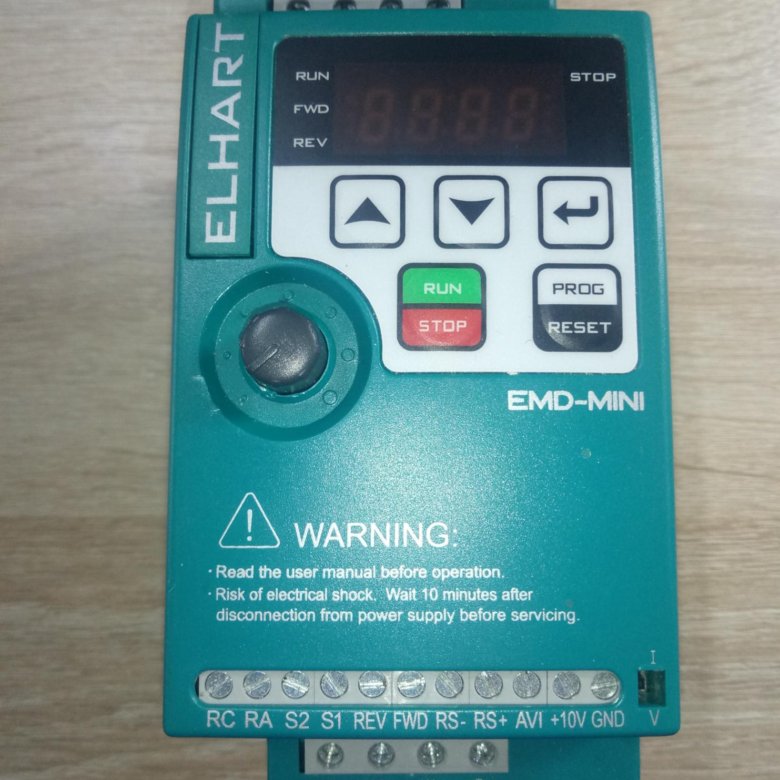 ELHART
RUN
STOP
FWD
REV
RUN
STOP
PROG
RESET
EMD-MINI
WARNING:
· Read the user manual before operation.
· Risk of electrical shock. Wait 10 minutes after
disconnection from power supply before servicing.
I
RC RA S2 S1 REV FWD RS- RS+ AVI +10V GND V